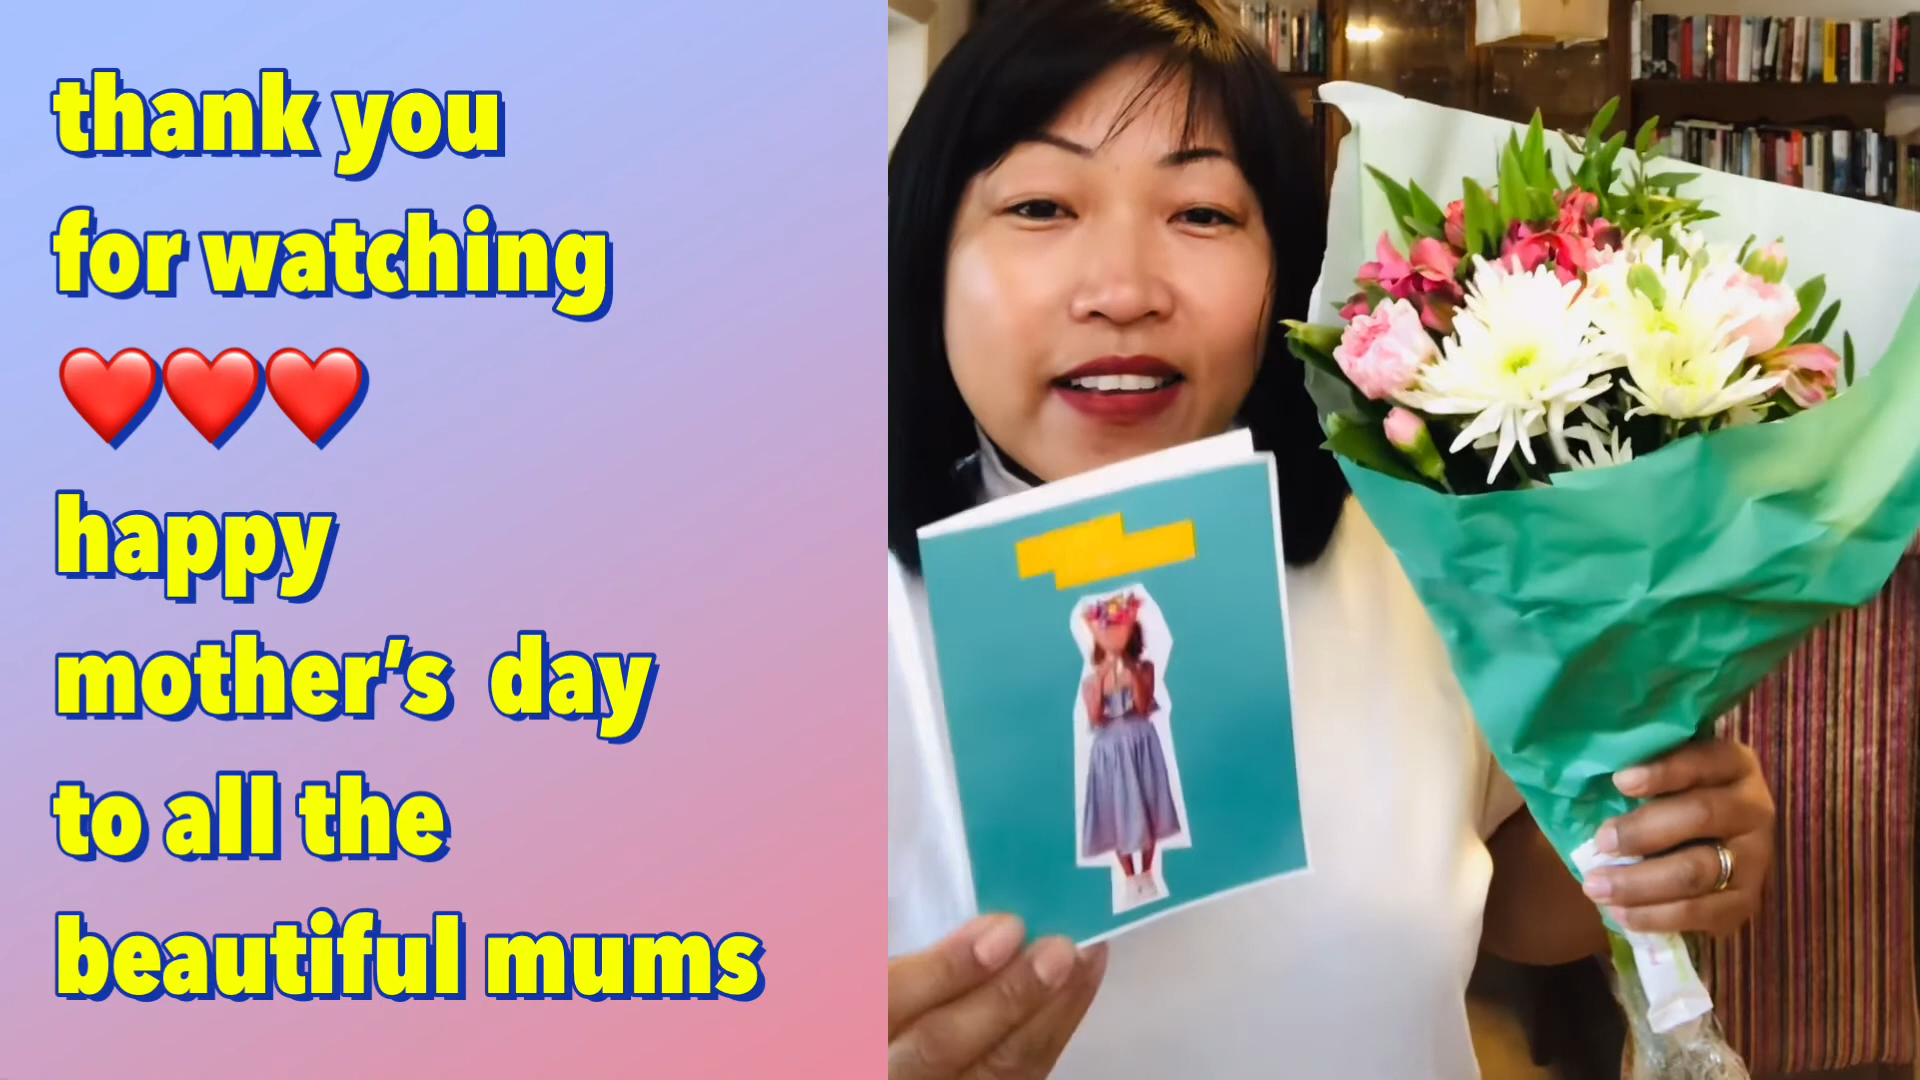 thank you
for watching
❤️❤️❤️
happy
mother's day
to all the
beautiful mums